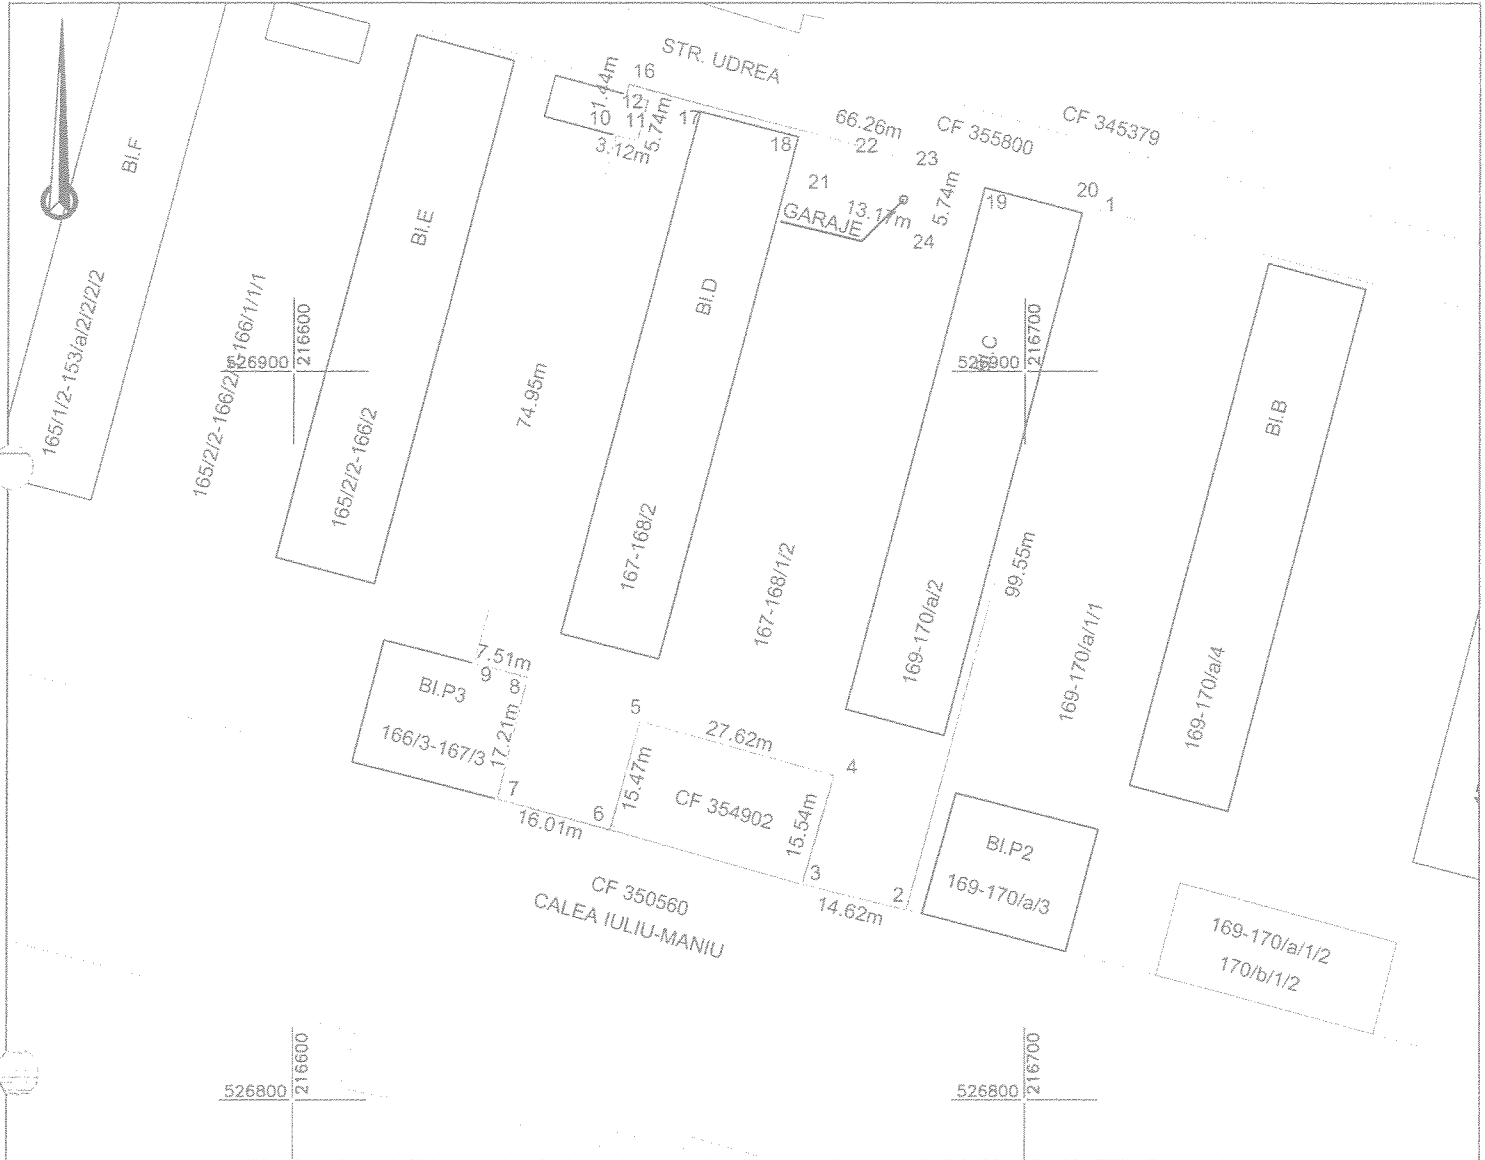 STR. UDREA
16
1.44m
12
10
11
5.74m
17
3.12m
18
66.26m
22
CF 355800
CF 345379
23
21
13.17m
GARAJE
5.74m
24
19
20
1
Bl.F
Bl.E
Bl.D
Bl.B
216600
526900
216700
526900
165/1/2-153/a/2/2/2/2
165/2/2-166/2/
166/1/1/1
165/2/2-166/2
74.95m
167-168/2
167-168/1/2
169-170/a/2
99.55m
169-170/a/1/1
169-170/a/4
7.51m
9
8
Bl.P3
166/3-167/3
17.21m
7
16.01m
6
5
15.47m
27.62m
4
CF 354902
15.54m
3
14.62m
2
Bl.P2
169-170/a/3
CF 350560
CALEA IULIU-MANIU
169-170/a/1/2
170/b/1/2
216600
526800
216700
526800